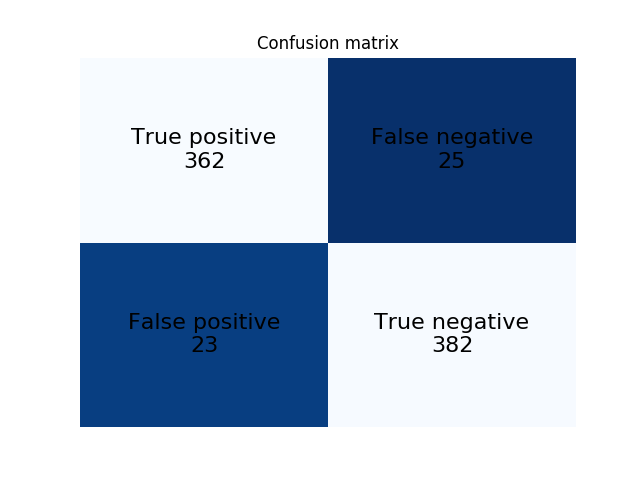 Confusion matrix
True positive
362
False negative
25
False positive
23
True negative
382